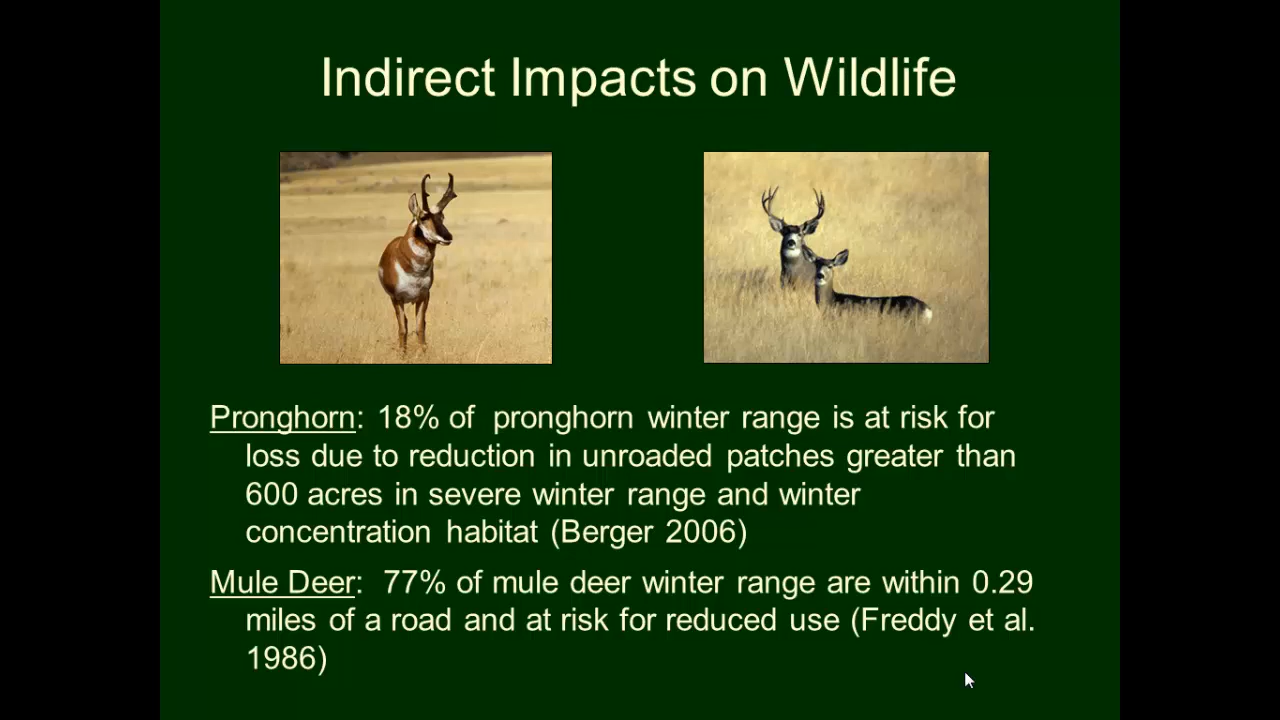 Indirect Impacts on Wildlife
Pronghorn: 18% of pronghorn winter range is at risk for
loss due to reduction in unroaded patches greater than
600 acres in severe winter range and winter
concentration habitat (Berger 2006)
Mule Deer: 77% of mule deer winter range are within 0.29
miles of a road and at risk for reduced use (Freddy et al.
1986)